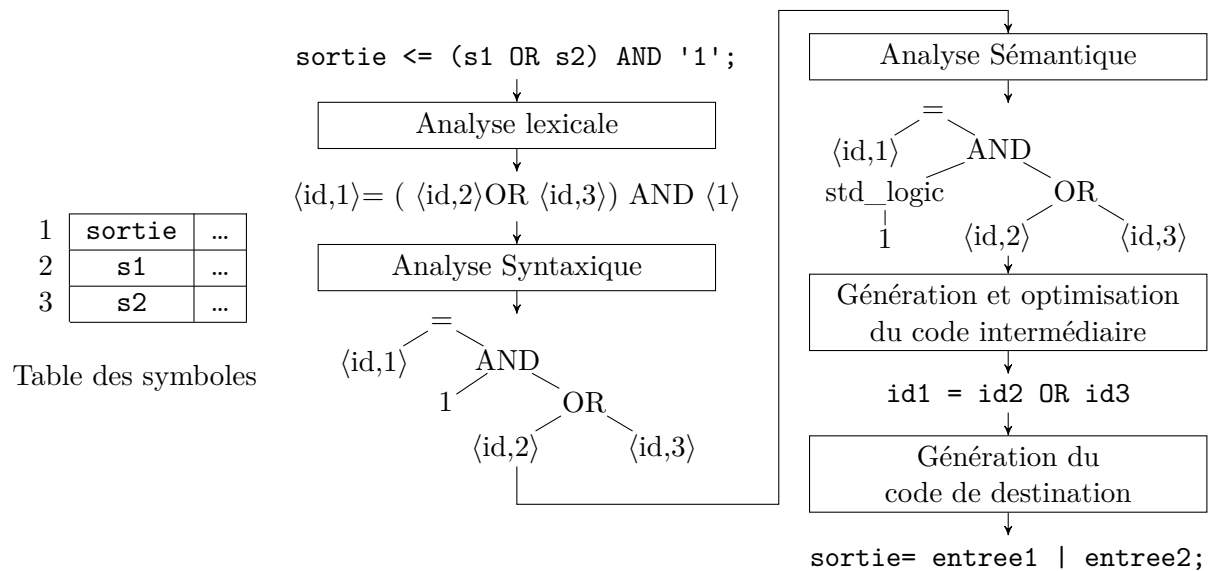 sortie <= (s1 OR s2) AND '1';
Analyse lexicale
⟨id,1⟩= ( ⟨id,2⟩OR ⟨id,3⟩) AND ⟨1⟩
Analyse Syntaxique
=
⟨id,1⟩ AND
1 OR
⟨id,2⟩ ⟨id,3⟩
1 sortie ...
2 s1 ...
3 s2 ...
Table des symboles
Analyse Sémantique
=
⟨id,1⟩ AND
std_logic OR
1 ⟨id,2⟩ ⟨id,3⟩
Génération et optimisation
du code intermédiaire
id1 = id2 OR id3
Génération du
code de destination
sortie= entree1 | entree2;